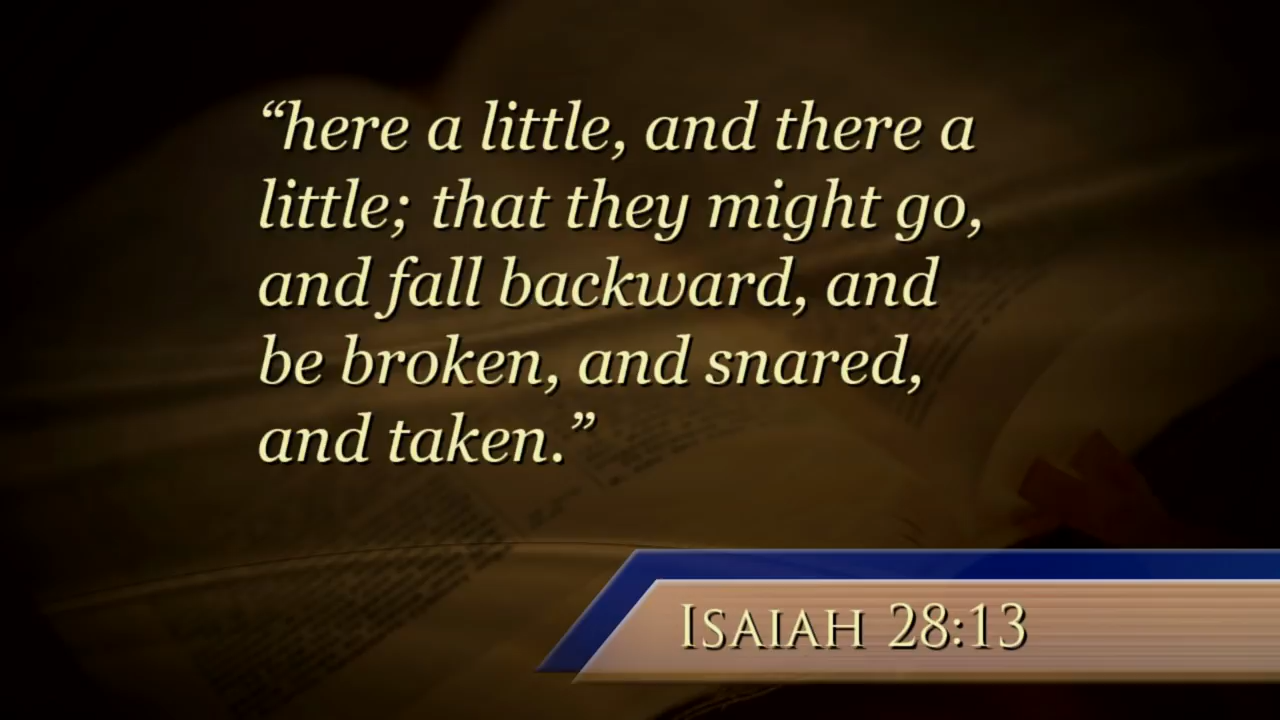 “here a little, and there a
little; that they might go,
and fall backward, and
be broken, and snared,
and taken.”
Isaiah 28:13